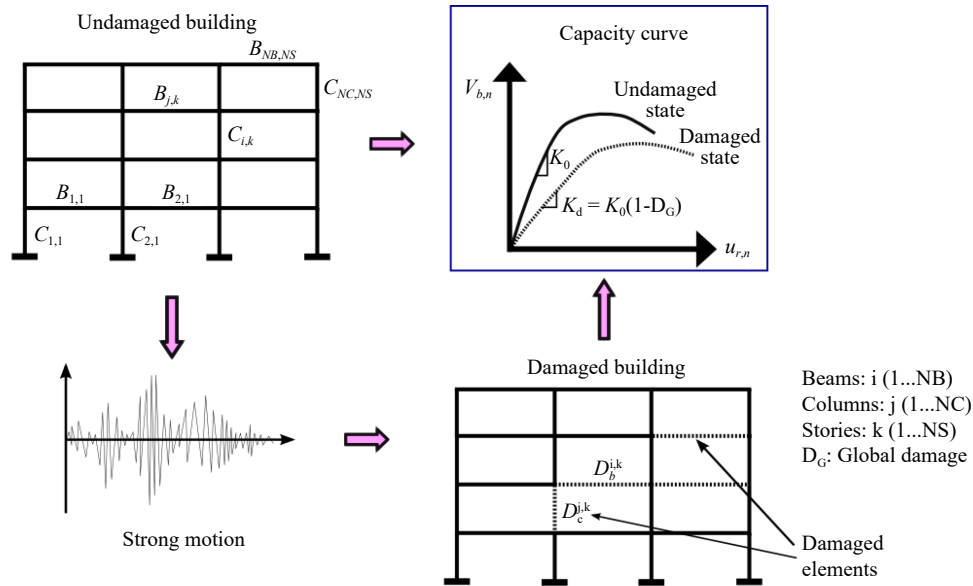 Undamaged building
B_{NB,NS}
B_{j,k}
C_{NC,NS}
C_{i,k}
B_{1,1}
B_{2,1}
C_{1,1}
C_{2,1}
Capacity curve
V_{b,n}
Undamaged
state
Damaged
state
K_0
K_d = K_0(1-D_G)
u_{r,n}
Strong motion
Damaged building
D_b^{i,k}
D_c^{j,k}
Beams: i (1...NB)
Columns: j (1...NC)
Stories: k (1...NS)
D_G: Global damage
Damaged
elements